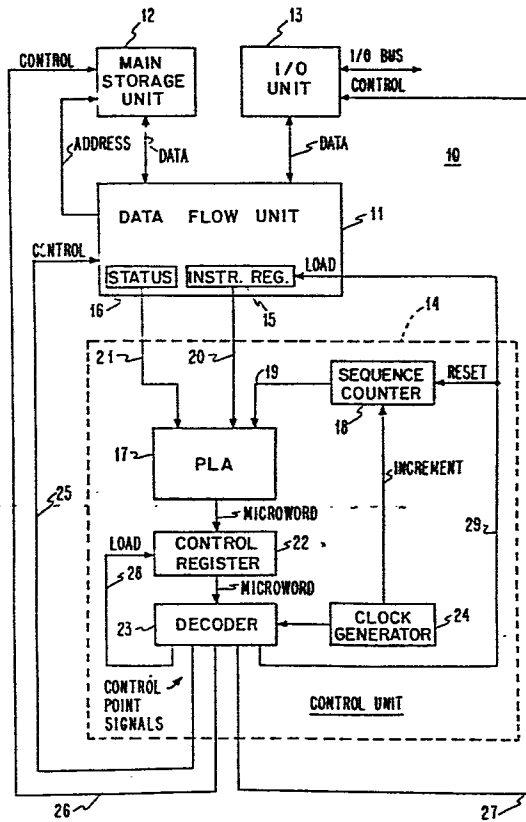 12
13
CONTROL
MAIN
STORAGE
UNIT
I/O
UNIT
I/O BUS
CONTROL
ADDRESS
DATA
DATA
10
DATA FLOW UNIT
11
CONTROL
STATUS
INSTR. REG.
LOAD
16
15
14
21
20
19
SEQUENCE
COUNTER
RESET
18
17
PLA
INCREMENT
25
MICROWORD
29
LOAD
CONTROL
REGISTER
22
28
MICROWORD
23
DECODER
CLOCK
GENERATOR
24
CONTROL
POINT
SIGNALS
CONTROL UNIT
26
27